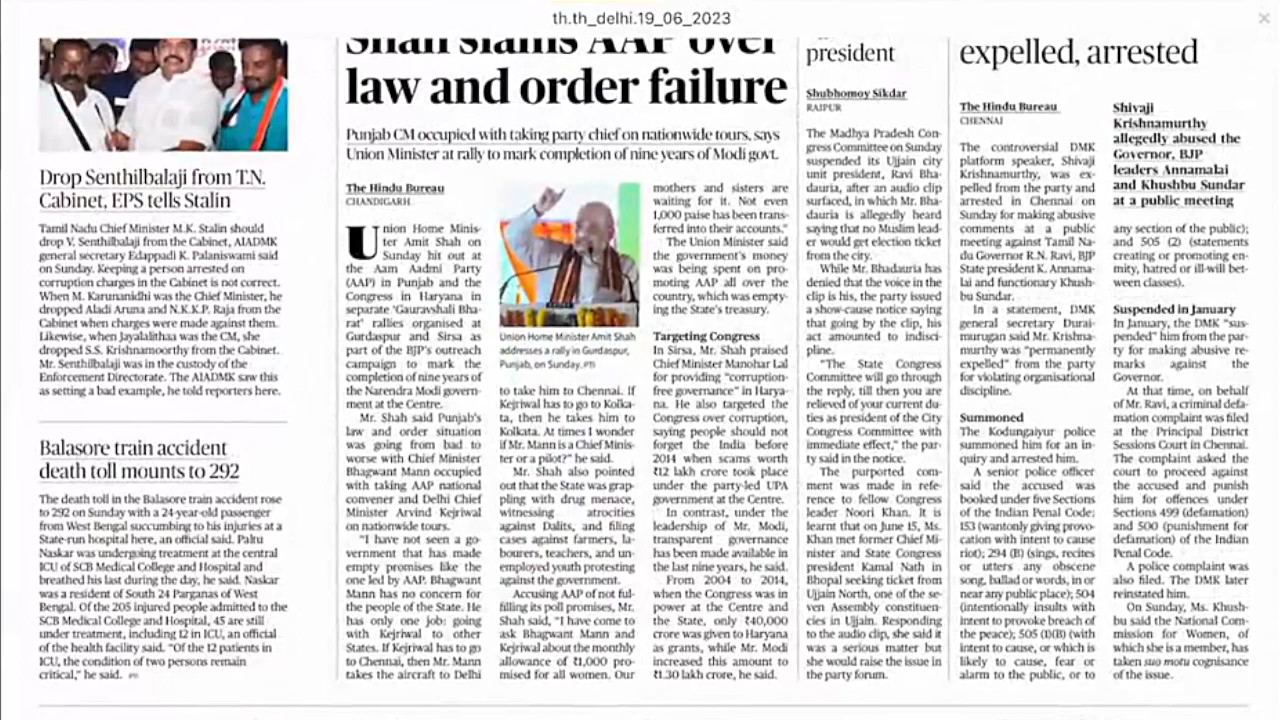 th.th_delhi.19_06_2023
Drop Senthilbalaji from T.N.
Cabinet, EPS tells Stalin
Tamil Nadu Chief Minister M.K. Stalin should
drop V. Senthilbalaji from the Cabinet, AIADMK
general secretary Edappadi K. Palaniswami said
on Sunday. Keeping a person arrested on
corruption charges in the Cabinet is not correct.
When M. Karunanidhi was the Chief Minister, he
dropped Aladi Aruna and N.K.K.P. Raja from the
Cabinet when charges were made against them.
Likewise, when Jayalalithaa was the CM, she
dropped S.S. Krishnamoorthy from the Cabinet.
Mr. Senthilbalaji was in the custody of the
Enforcement Directorate. The AIADMK saw this
as setting a bad example, he told reporters here.
Balasore train accident
death toll mounts to 292
The death toll in the Balasore train accident rose
to 292 on Sunday with a 24-year-old passenger
from West Bengal succumbing to his injuries at a
State-run hospital here, an official said. Paltu
Naskar was undergoing treatment at the central
ICU of SCB Medical College and Hospital and
breathed his last during the day, he said. Naskar
was a resident of South 24 Parganas of West
Bengal. Of the 205 injured people admitted to the
SCB Medical College and Hospital, 45 are still
under treatment, including 12 in ICU, an official
of the health facility said. "Of the 12 patients in
ICU, the condition of two persons remain
critical," he said. PTI
Shah slams AAP over
law and order failure
Punjab CM occupied with taking party chief on nationwide tours, says
Union Minister at rally to mark completion of nine years of Modi govt.
The Hindu Bureau
CHANDIGARH
Union Home Minis-
ter Amit Shah on
Sunday hit out at
the Aam Aadmi Party
(AAP) in Punjab and the
Congress in Haryana in
separate 'Gauravshali Bha-
rat' rallies organised at
Gurdaspur and Sirsa as
part of the BJP's outreach
campaign to mark the
completion of nine years of
the Narendra Modi govern-
ment at the Centre.
Mr. Shah said Punjab's
law and order situation
was going from bad to
worse with Chief Minister
Bhagwant Mann occupied
with taking AAP national
convener and Delhi Chief
Minister Arvind Kejriwal
on nationwide tours.
"I have not seen a go-
vernment that has made
empty promises like the
one led by AAP. Bhagwant
Mann has no concern for
the people of the State. He
has only one job: going
with Kejriwal to other
States. If Kejriwal has to go
to Chennai, then Mr. Mann
takes the aircraft to Delhi
Union Home Minister Amit Shah
addresses a rally in Gurdaspur,
Punjab, on Sunday. PTI
to take him to Chennai. If
Kejriwal has to go to Kolka-
ta, then he takes him to
Kolkata. At times I wonder
if Mr. Mann is a Chief Minis-
ter or a pilot?" he said.
Mr. Shah also pointed
out that the State was grap-
pling with drug menace,
witnessing atrocities
against Dalits, and filing
cases against farmers, la-
bourers, teachers, and un-
employed youth protesting
against the government.
Accusing AAP of not ful-
filling its poll promises, Mr.
Shah said, "I have come to
ask Bhagwant Mann and
Kejriwal about the monthly
allowance of ₹1,000 pro-
mised for all women. Our
mothers and sisters are
waiting for it. Not even
1,000 paise has been trans-
ferred into their accounts."
The Union Minister said
the government's money
was being spent on pro-
moting AAP all over the
country, which was empty-
ing the State's treasury.
Targeting Congress
In Sirsa, Mr. Shah praised
Chief Minister Manohar Lal
for providing "corruption-
free governance" in Harya-
na. He also targeted the
Congress over corruption,
saying people should not
forget the India before
2014 when scams worth
₹12 lakh crore took place
under the party-led UPA
government at the Centre.
In contrast, under the
leadership of Mr. Modi,
transparent governance
has been made available in
the last nine years, he said.
From 2004 to 2014,
when the Congress was in
power at the Centre and
the State, only ₹40,000
crore was given to Haryana
as grants, while Mr. Modi
increased this amount to
₹1.30 lakh crore, he said.
president
Shubhomoy Sikdar
RAIPUR
The Madhya Pradesh Con-
gress Committee on Sunday
suspended its Ujjain city
unit president, Ravi Bha-
dauria, after an audio clip
surfaced, in which Mr. Bha-
dauria is allegedly heard
saying that no Muslim lead-
er would get election ticket
from the city.
While Mr. Bhadauria has
denied that the voice in the
clip is his, the party issued
a show-cause notice saying
that going by the clip, his
act amounted to indisci-
pline.
"The State Congress
Committee will go through
the reply, till then you are
relieved of your current du-
ties as president of the City
Congress Committee with
immediate effect," the par-
ty said in the notice.
The purported com-
ment was made in refe-
rence to fellow Congress
leader Noori Khan. It is
learnt that on June 15, Ms.
Khan met former Chief Mi-
nister and State Congress
president Kamal Nath in
Bhopal seeking ticket from
Ujjain North, one of the se-
ven Assembly constituen-
cies in Ujjain. Responding
to the audio clip, she said it
was a serious matter but
she would raise the issue in
the party forum.
expelled, arrested
The Hindu Bureau
CHENNAI
The controversial DMK
platform speaker, Shivaji
Krishnamurthy, was ex-
pelled from the party and
arrested in Chennai on
Sunday for making abusive
comments at a public
meeting against Tamil Na-
du Governor R.N. Ravi, BJP
State president K. Annama-
lai and functionary Khush-
bu Sundar.
In a statement, DMK
general secretary Durai-
murugan said Mr. Krishna-
murthy was "permanently
expelled" from the party
for violating organisational
discipline.
Summoned
The Kodungaiyur police
summoned him for an in-
quiry and arrested him.
A senior police officer
said the accused was
booked under five Sections
of the Indian Penal Code:
153 (wantonly giving provo-
cation with intent to cause
riot); 294 (B) (sings, recites
or utters any obscene
song, ballad or words, in or
near any public place); 504
(intentionally insults with
intent to provoke breach of
the peace); 505 (1)(B) (with
intent to cause, or which is
likely to cause, fear or
alarm to the public, or to
Shivaji
Krishnamurthy
allegedly abused the
Governor, BJP
leaders Annamalai
and Khushbu Sundar
at a public meeting
any section of the public);
and 505 (2) (statements
creating or promoting en-
mity, hatred or ill-will bet-
ween classes).
Suspended in January
In January, the DMK "sus-
pended" him from the par-
ty for making abusive re-
marks against the
Governor.
At that time, on behalf
of Mr. Ravi, a criminal defa-
mation complaint was filed
at the Principal District
Sessions Court in Chennai.
The complaint asked the
court to proceed against
the accused and punish
him for offences under
Sections 499 (defamation)
and 500 (punishment for
defamation) of the Indian
Penal Code.
A police complaint was
also filed. The DMK later
reinstated him.
On Sunday, Ms. Khush-
bu said the National Com-
mission for Women, of
which she is a member, has
taken suo motu cognisance
of the issue.